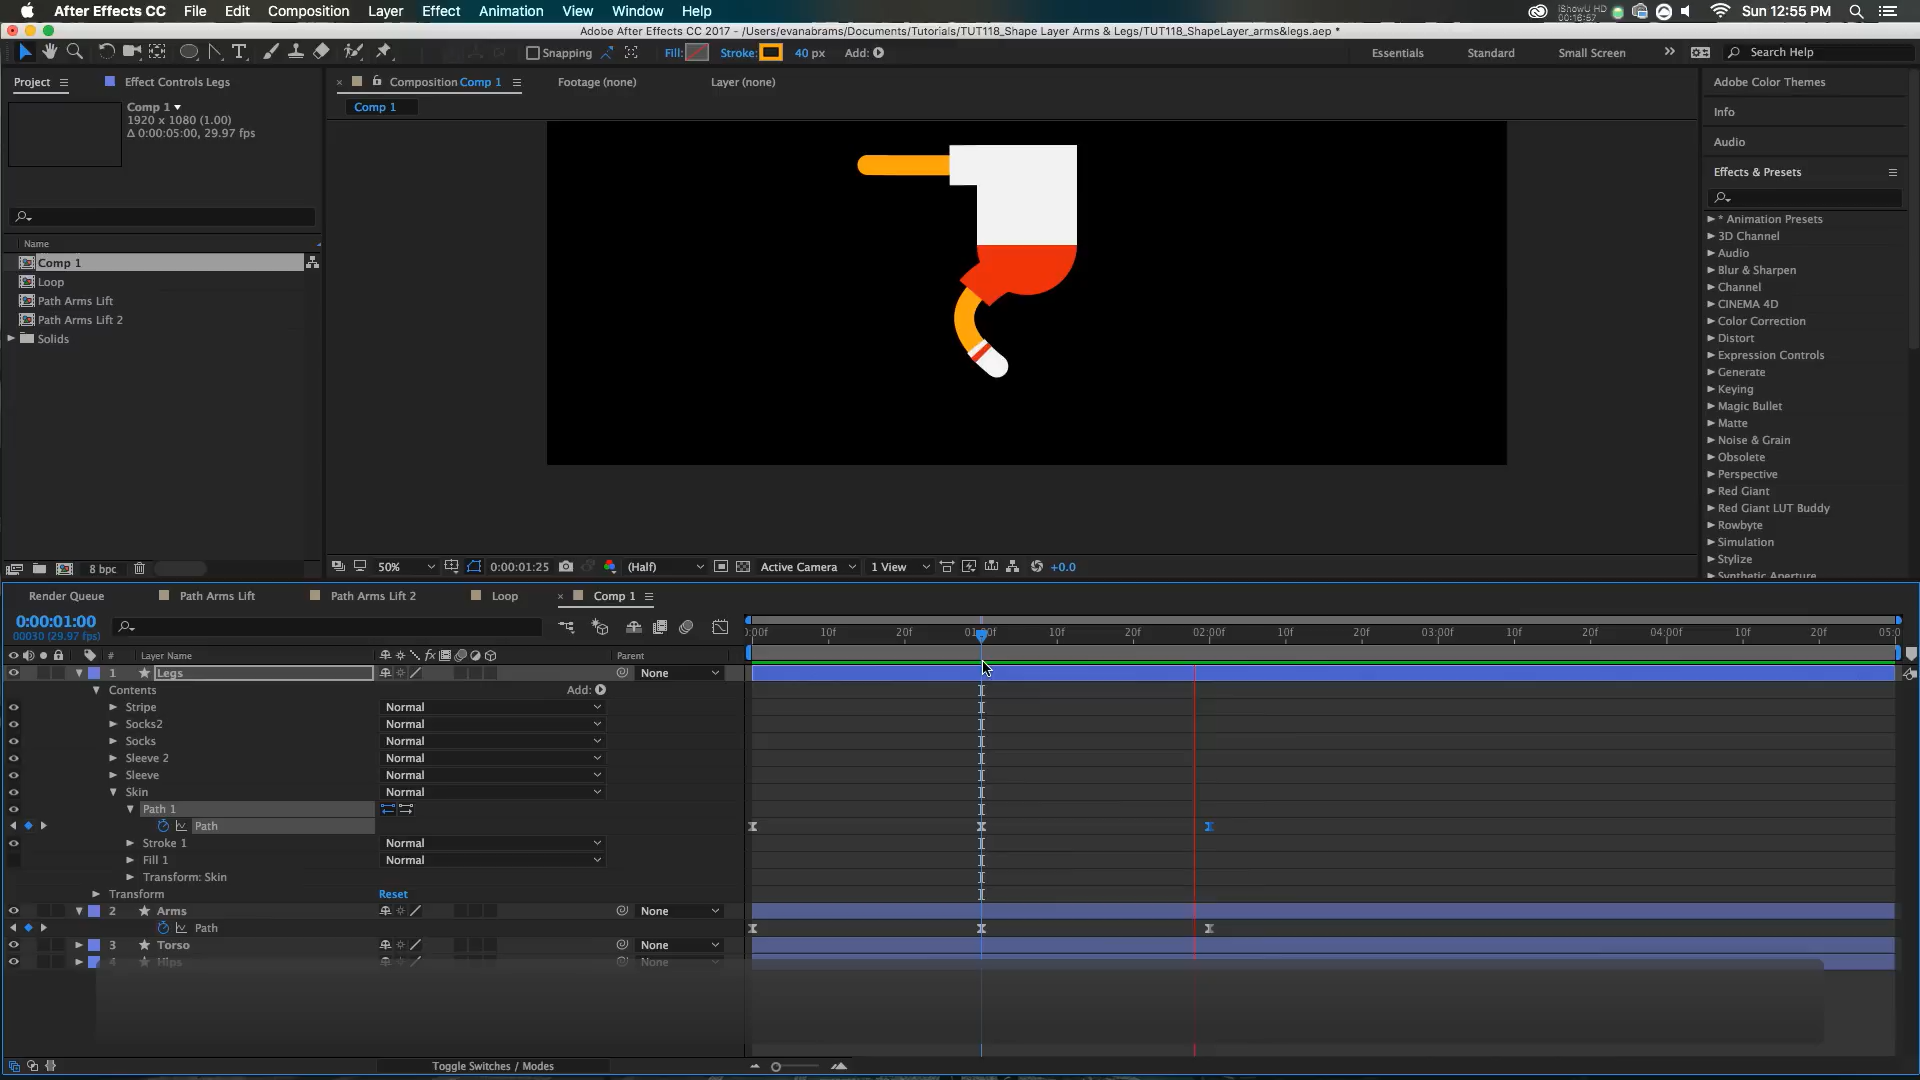 After Effects CC File Edit Composition Layer Effect Animation View Window Help
iShowU HD
00:16:57
Sun 12:55 PM
Adobe After Effects CC 2017 - /Users/evanabrams/Documents/Tutorials/TUT118_Shape Layer Arms & Legs/TUT118_ShapeLayer_arms&legs.aep *
Snapping Fill: Stroke: 40 px Add: Essentials Standard Small Screen Search Help
Project Effect Controls Legs
Composition Comp 1 Footage (none) Layer (none)
Comp 1
Comp 1
1920 x 1080 (1.00)
Δ 0:00:05:00, 29.97 fps
Name
Comp 1
Loop
Path Arms Lift
Path Arms Lift 2
Solids
8 bpc
50% 0:00:01:25 (Half) Active Camera 1 View +0.0
Adobe Color Themes
Info
Audio
Effects & Presets
* Animation Presets
3D Channel
Audio
Blur & Sharpen
Channel
CINEMA 4D
Color Correction
Distort
Expression Controls
Generate
Keying
Magic Bullet
Matte
Noise & Grain
Obsolete
Perspective
Red Giant
Red Giant LUT Buddy
Rowbyte
Simulation
Stylize
Synthetic Aperture
Render Queue Path Arms Lift Path Arms Lift 2 Loop Comp 1
0:00:01:00
00030 (29.97 fps)
:00f 10f 20f 01:00f 10f 20f 02:00f 10f 20f 03:00f 10f 20f 04:00f 10f 20f 05:0
# Layer Name Parent
1 Legs None
Contents Add:
Stripe Normal
Socks2 Normal
Socks Normal
Sleeve 2 Normal
Sleeve Normal
Skin Normal
Path 1
Path
Stroke 1 Normal
Fill 1 Normal
Transform: Skin
Transform Reset
2 Arms None
Path
3 Torso None
4 Hips None
Toggle Switches / Modes